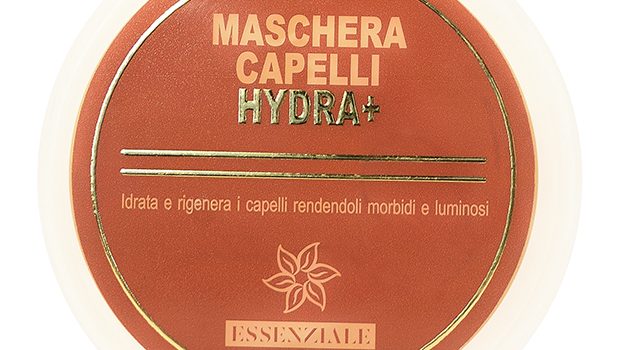 MASCHERA
CAPELLI
HYDRA+
Idrata e rigenera i capelli rendendoli morbidi e luminosi
ESSENZIALE